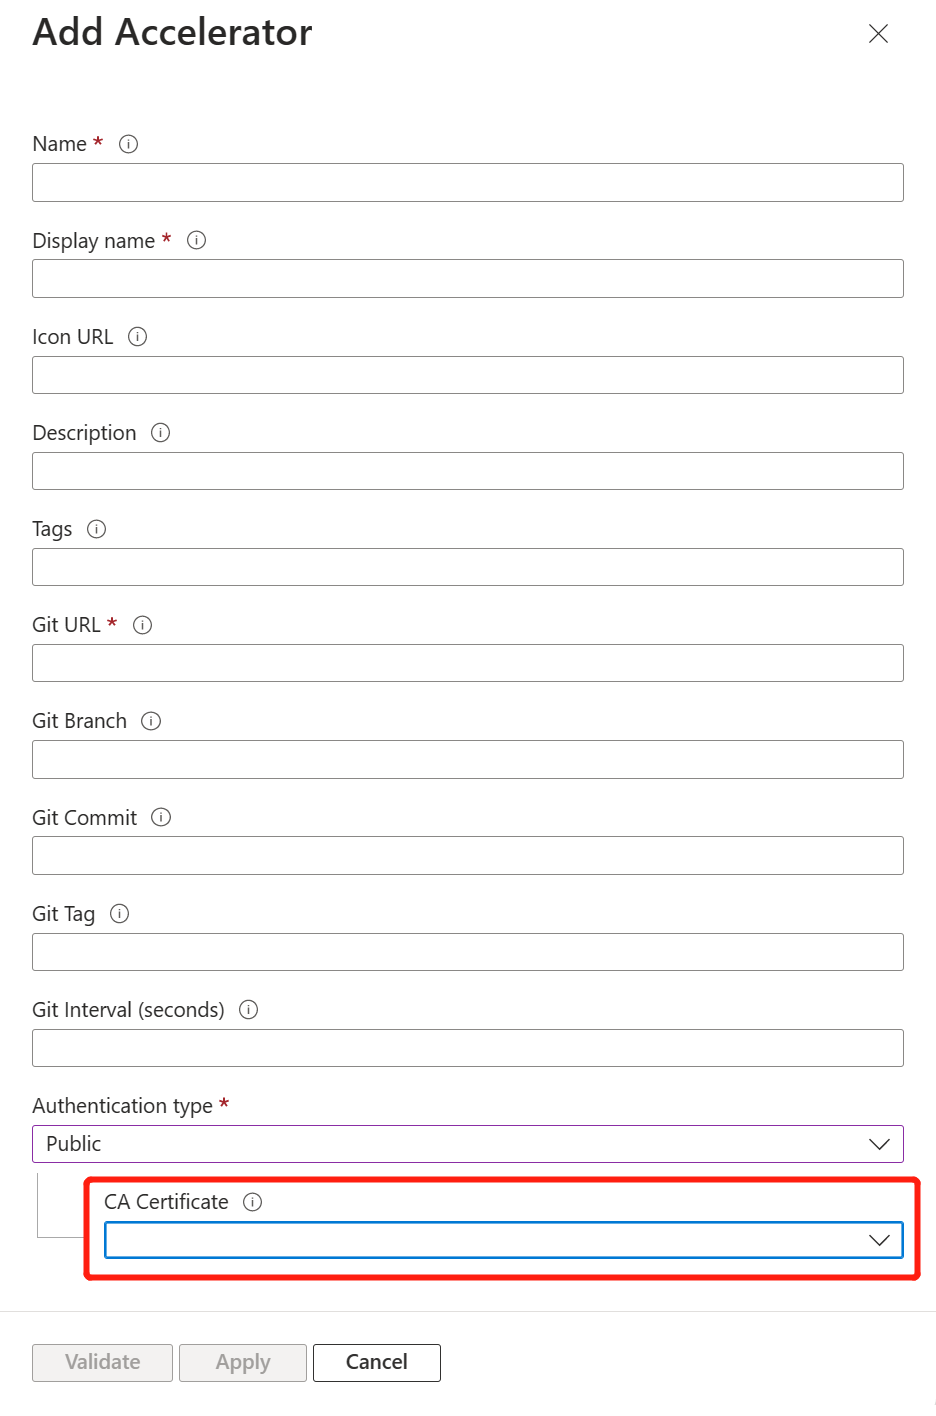 Add Accelerator
Name *
Display name *
Icon URL
Description
Tags
Git URL *
Git Branch
Git Commit
Git Tag
Git Interval (seconds)
Authentication type *
Public
CA Certificate
Validate Apply Cancel